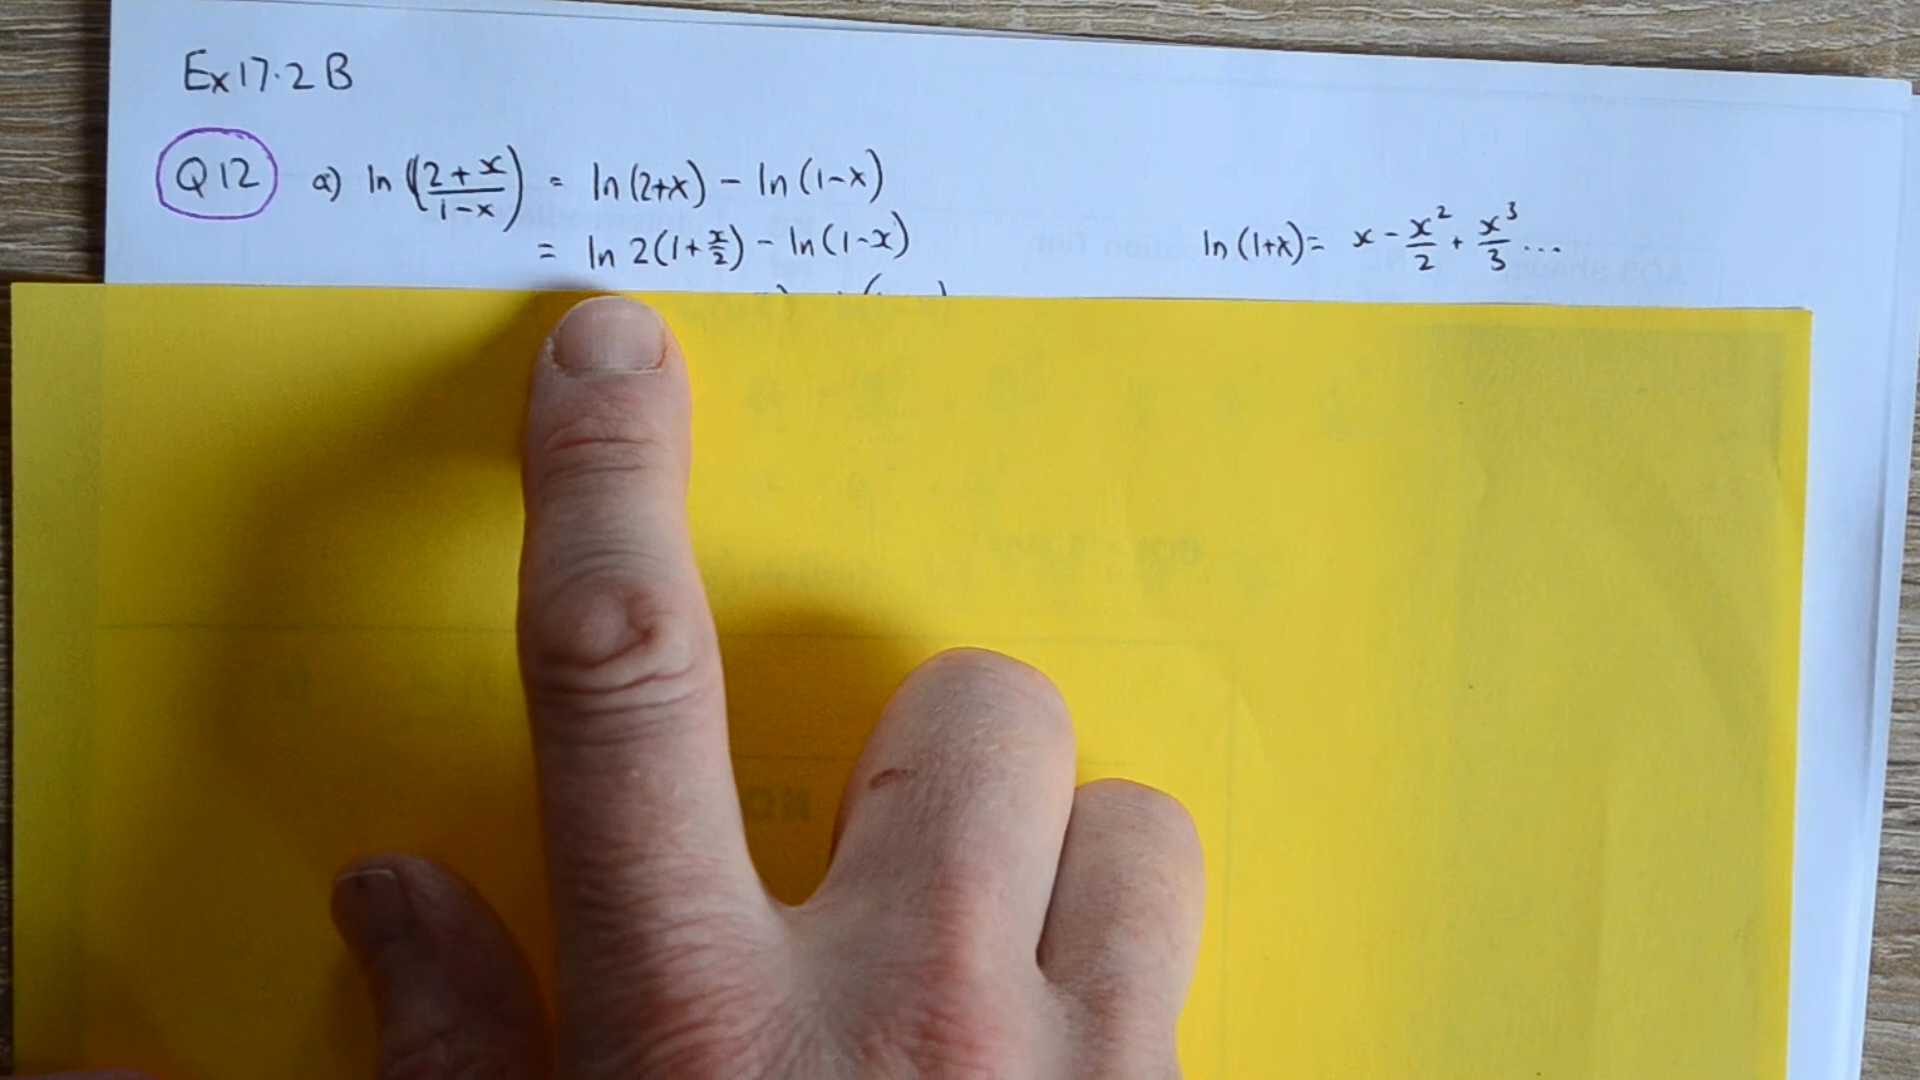 Ex 17.2 B
Q12 a) ln ((2+x)/(1-x)) = ln(2+x) - ln(1-x)
= ln 2(1+x/2) - ln(1-x)
ln(1+x) = x - x²/2 + x³/3 ...